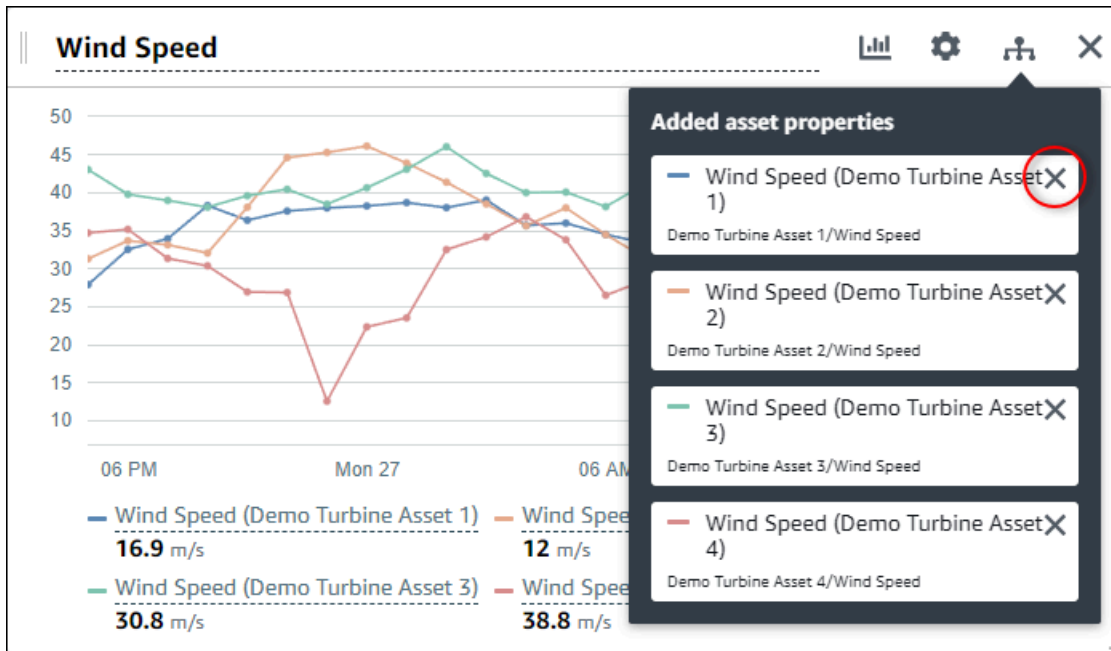 Wind Speed
Added asset properties
Wind Speed (Demo Turbine Asset
1)
Demo Turbine Asset 1/Wind Speed
Wind Speed (Demo Turbine Asset
2)
Demo Turbine Asset 2/Wind Speed
Wind Speed (Demo Turbine Asset
3)
Demo Turbine Asset 3/Wind Speed
Wind Speed (Demo Turbine Asset
4)
Demo Turbine Asset 4/Wind Speed
50
45
40
35
30
25
20
15
10
06 PM Mon 27 06 AM
Wind Speed (Demo Turbine Asset 1)
16.9 m/s
Wind Spee
12 m/s
Wind Speed (Demo Turbine Asset 3)
30.8 m/s
Wind Spee
38.8 m/s